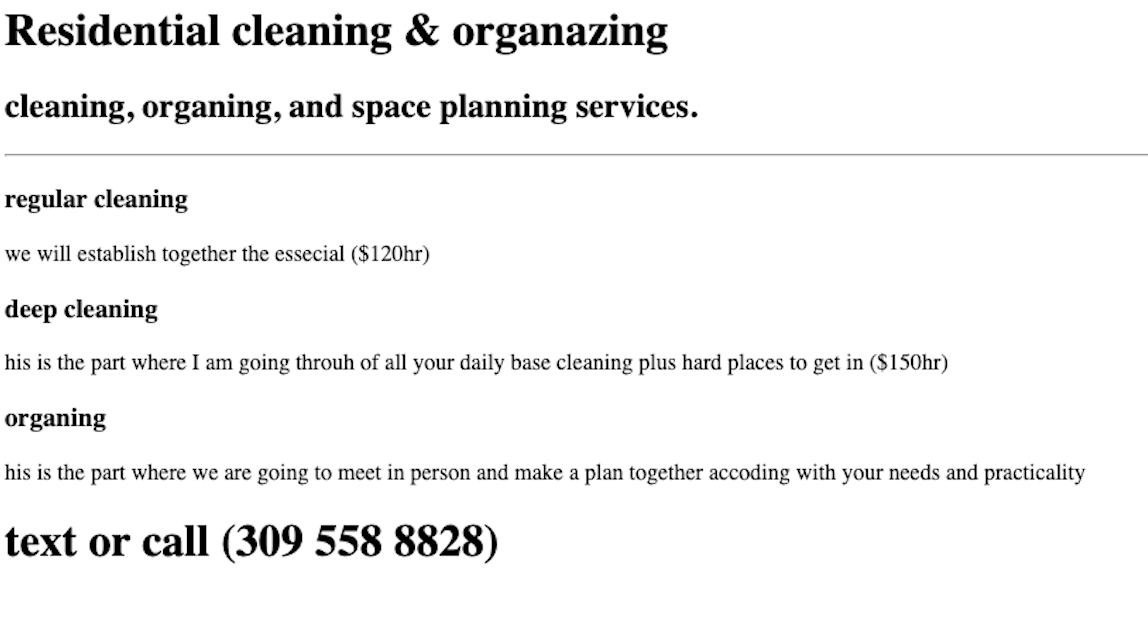 Residential cleaning & organazing
cleaning, organing, and space planning services.
regular cleaning
we will establish together the essecial ($120hr)
deep cleaning
his is the part where I am going throuh of all your daily base cleaning plus hard places to get in ($150hr)
organing
his is the part where we are going to meet in person and make a plan together accoding with your needs and practicality
text or call (309 558 8828)